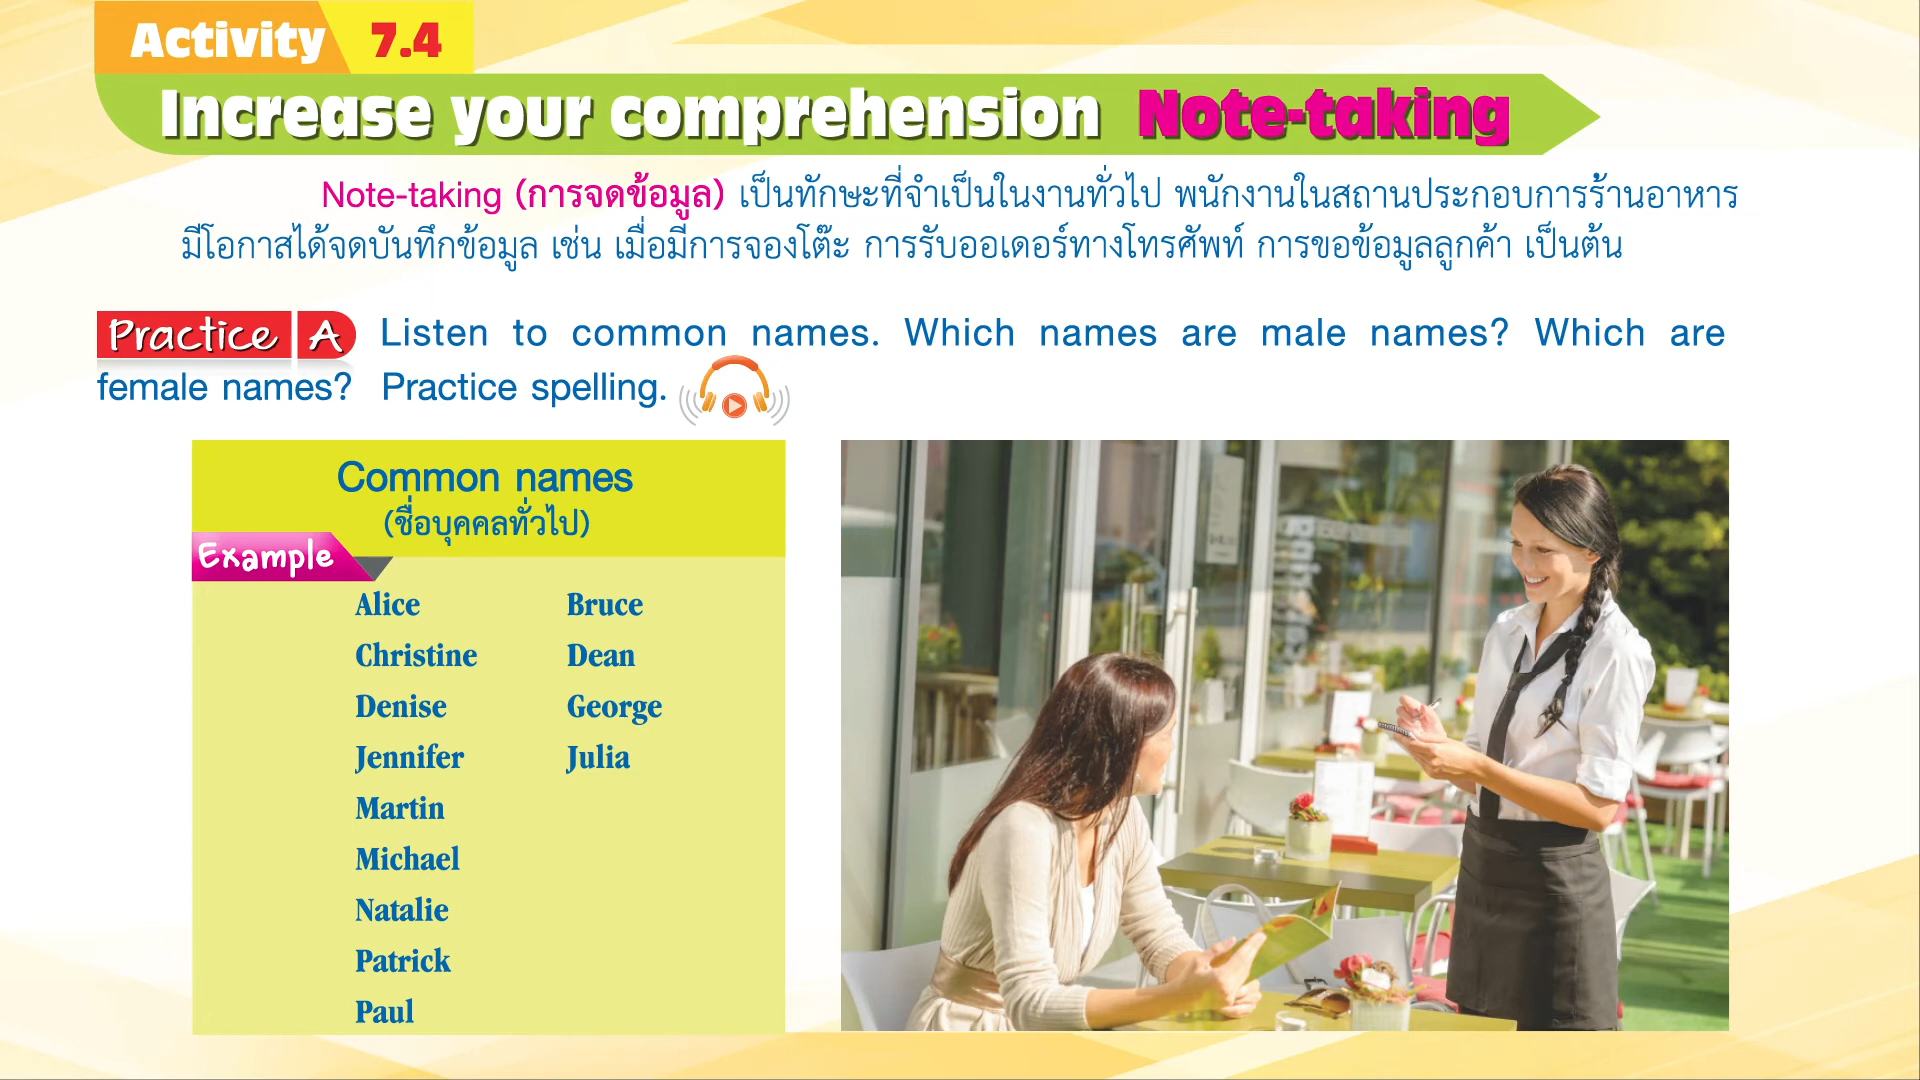 Activity 7.4
Increase your comprehension Note-taking
Note-taking (การจดข้อมูล) เป็นทักษะที่จำเป็นในงานทั่วไป พนักงานในสถานประกอบการร้านอาหาร
มีโอกาสได้จดบันทึกข้อมูล เช่น เมื่อมีการจองโต๊ะ การรับออเดอร์ทางโทรศัพท์ การขอข้อมูลลูกค้า เป็นต้น
Practice A Listen to common names. Which names are male names? Which are
female names? Practice spelling.
Common names
(ชื่อบุคคลทั่วไป)
Example
Alice
Christine
Denise
Jennifer
Martin
Michael
Natalie
Patrick
Paul
Bruce
Dean
George
Julia